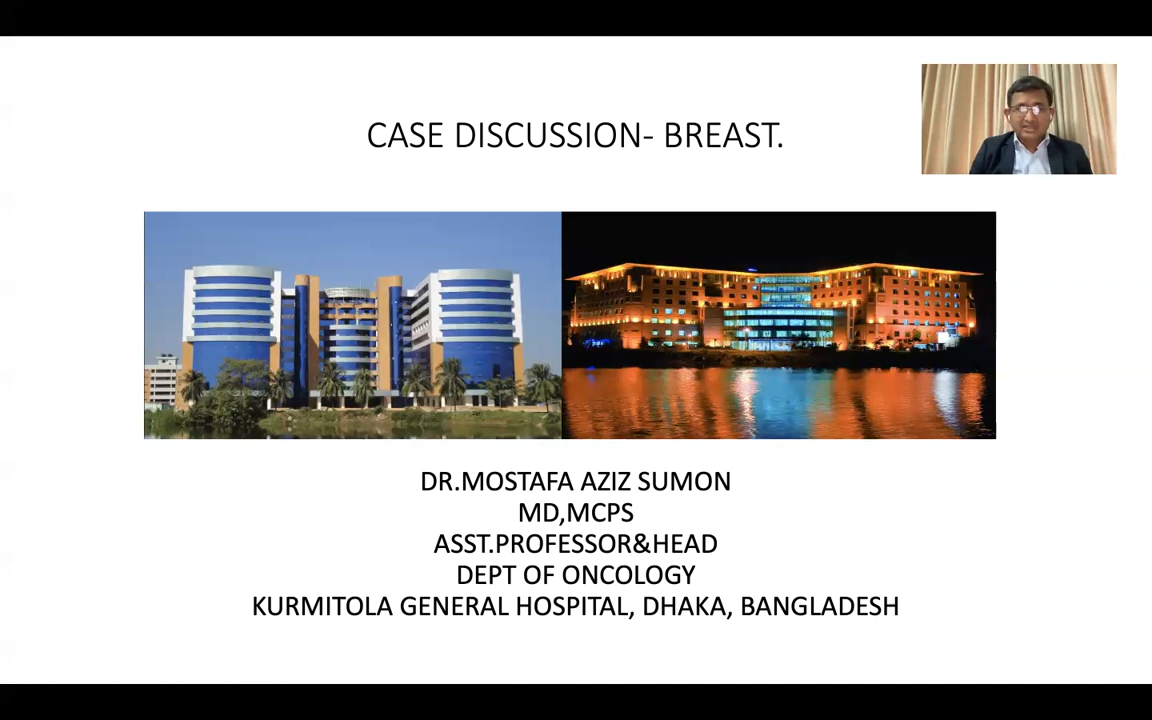 CASE DISCUSSION- BREAST.
DR.MOSTAFA AZIZ SUMON
MD,MCPS
ASST.PROFESSOR&HEAD
DEPT OF ONCOLOGY
KURMITOLA GENERAL HOSPITAL, DHAKA, BANGLADESH